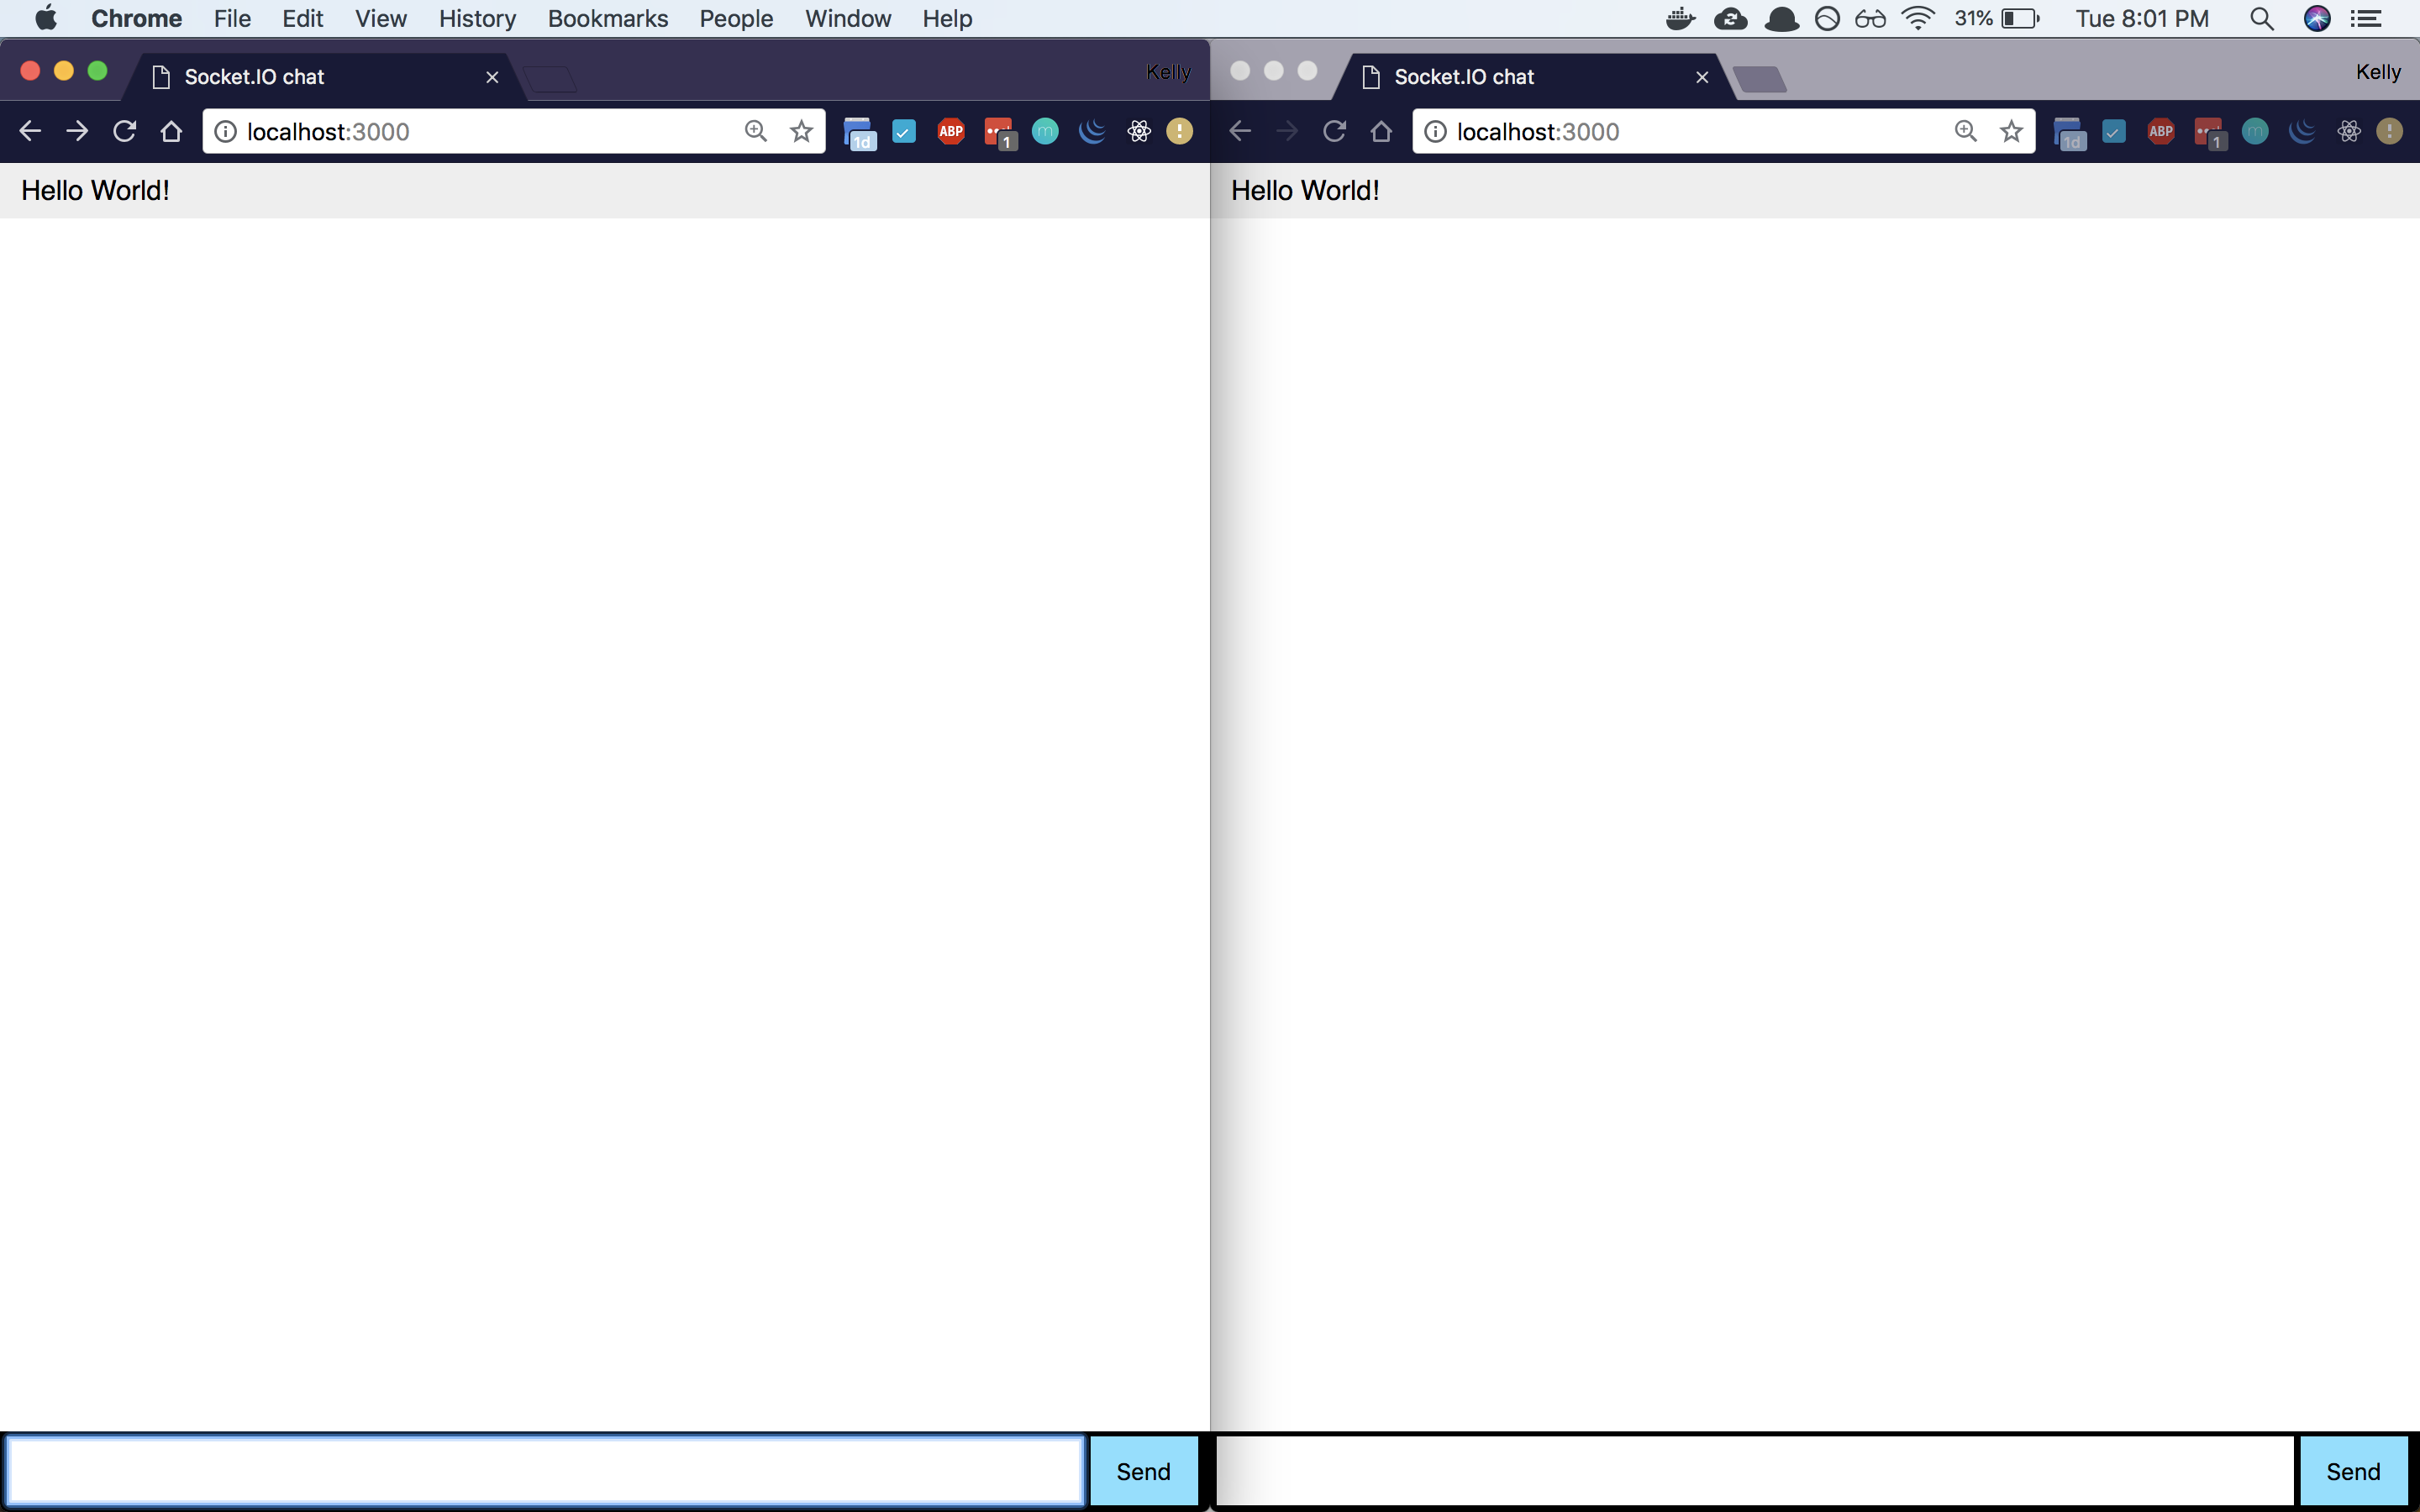 Chrome File Edit View History Bookmarks People Window Help 31% Tue 8:01 PM
Socket.IO chat Kelly
localhost:3000 1d ABP 1 m
Hello World!
Send
Socket.IO chat Kelly
localhost:3000 1d ABP 1 m
Hello World!
Send